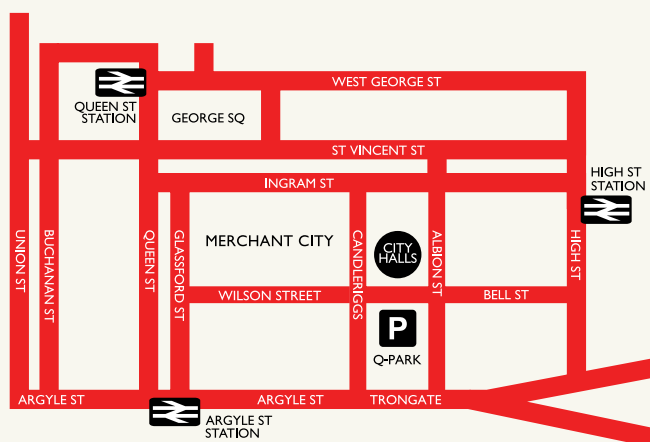 WEST GEORGE ST
QUEEN ST
STATION
GEORGE SQ
ST VINCENT ST
INGRAM ST
HIGH ST
STATION
UNION ST
BUCHANAN ST
QUEEN ST
GLASSFORD ST
MERCHANT CITY
CANDLERIGGS
CITY
HALLS
ALBION ST
HIGH ST
WILSON STREET
BELL ST
P
Q-PARK
ARGYLE ST
ARGYLE ST
TRONGATE
ARGYLE ST
STATION